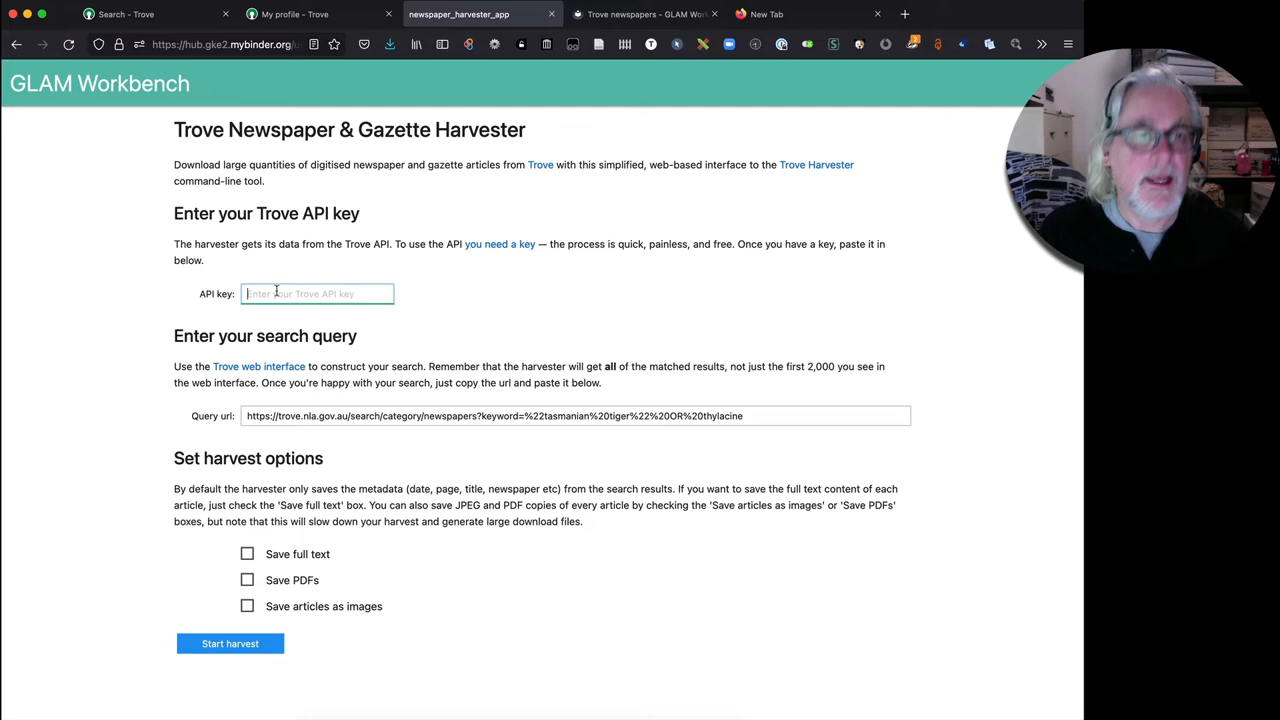 Search - Trove
My profile - Trove
newspaper_harvester_app
Trove newspapers - GLAM Work
New Tab
https://hub.gke2.mybinder.org/
GLAM Workbench
Trove Newspaper & Gazette Harvester
Download large quantities of digitised newspaper and gazette articles from Trove with this simplified, web-based interface to the Trove Harvester
command-line tool.
Enter your Trove API key
The harvester gets its data from the Trove API. To use the API you need a key — the process is quick, painless, and free. Once you have a key, paste it in
below.
API key: Enter your Trove API key
Enter your search query
Use the Trove web interface to construct your search. Remember that the harvester will get all of the matched results, not just the first 2,000 you see in
the web interface. Once you're happy with your search, just copy the url and paste it below.
Query url: https://trove.nla.gov.au/search/category/newspapers?keyword=%22tasmanian%20tiger%22%20OR%20thylacine
Set harvest options
By default the harvester only saves the metadata (date, page, title, newspaper etc) from the search results. If you want to save the full text content of each
article, just check the 'Save full text' box. You can also save JPEG and PDF copies of every article by checking the 'Save articles as images' or 'Save PDFs'
boxes, but note that this will slow down your harvest and generate large download files.
Save full text
Save PDFs
Save articles as images
Start harvest